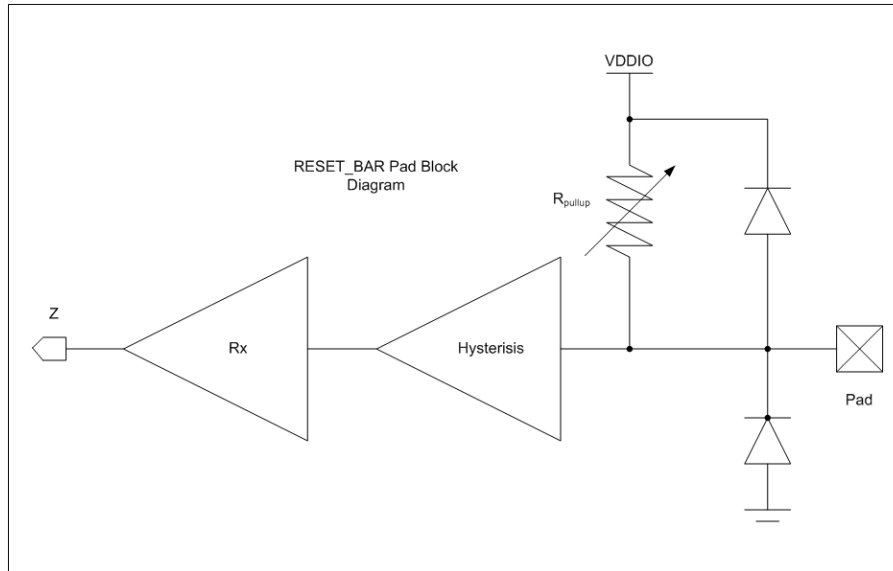 VDDIO
RESET_BAR Pad Block
Diagram
Rpullup
Z
Rx
Hysterisis
Pad